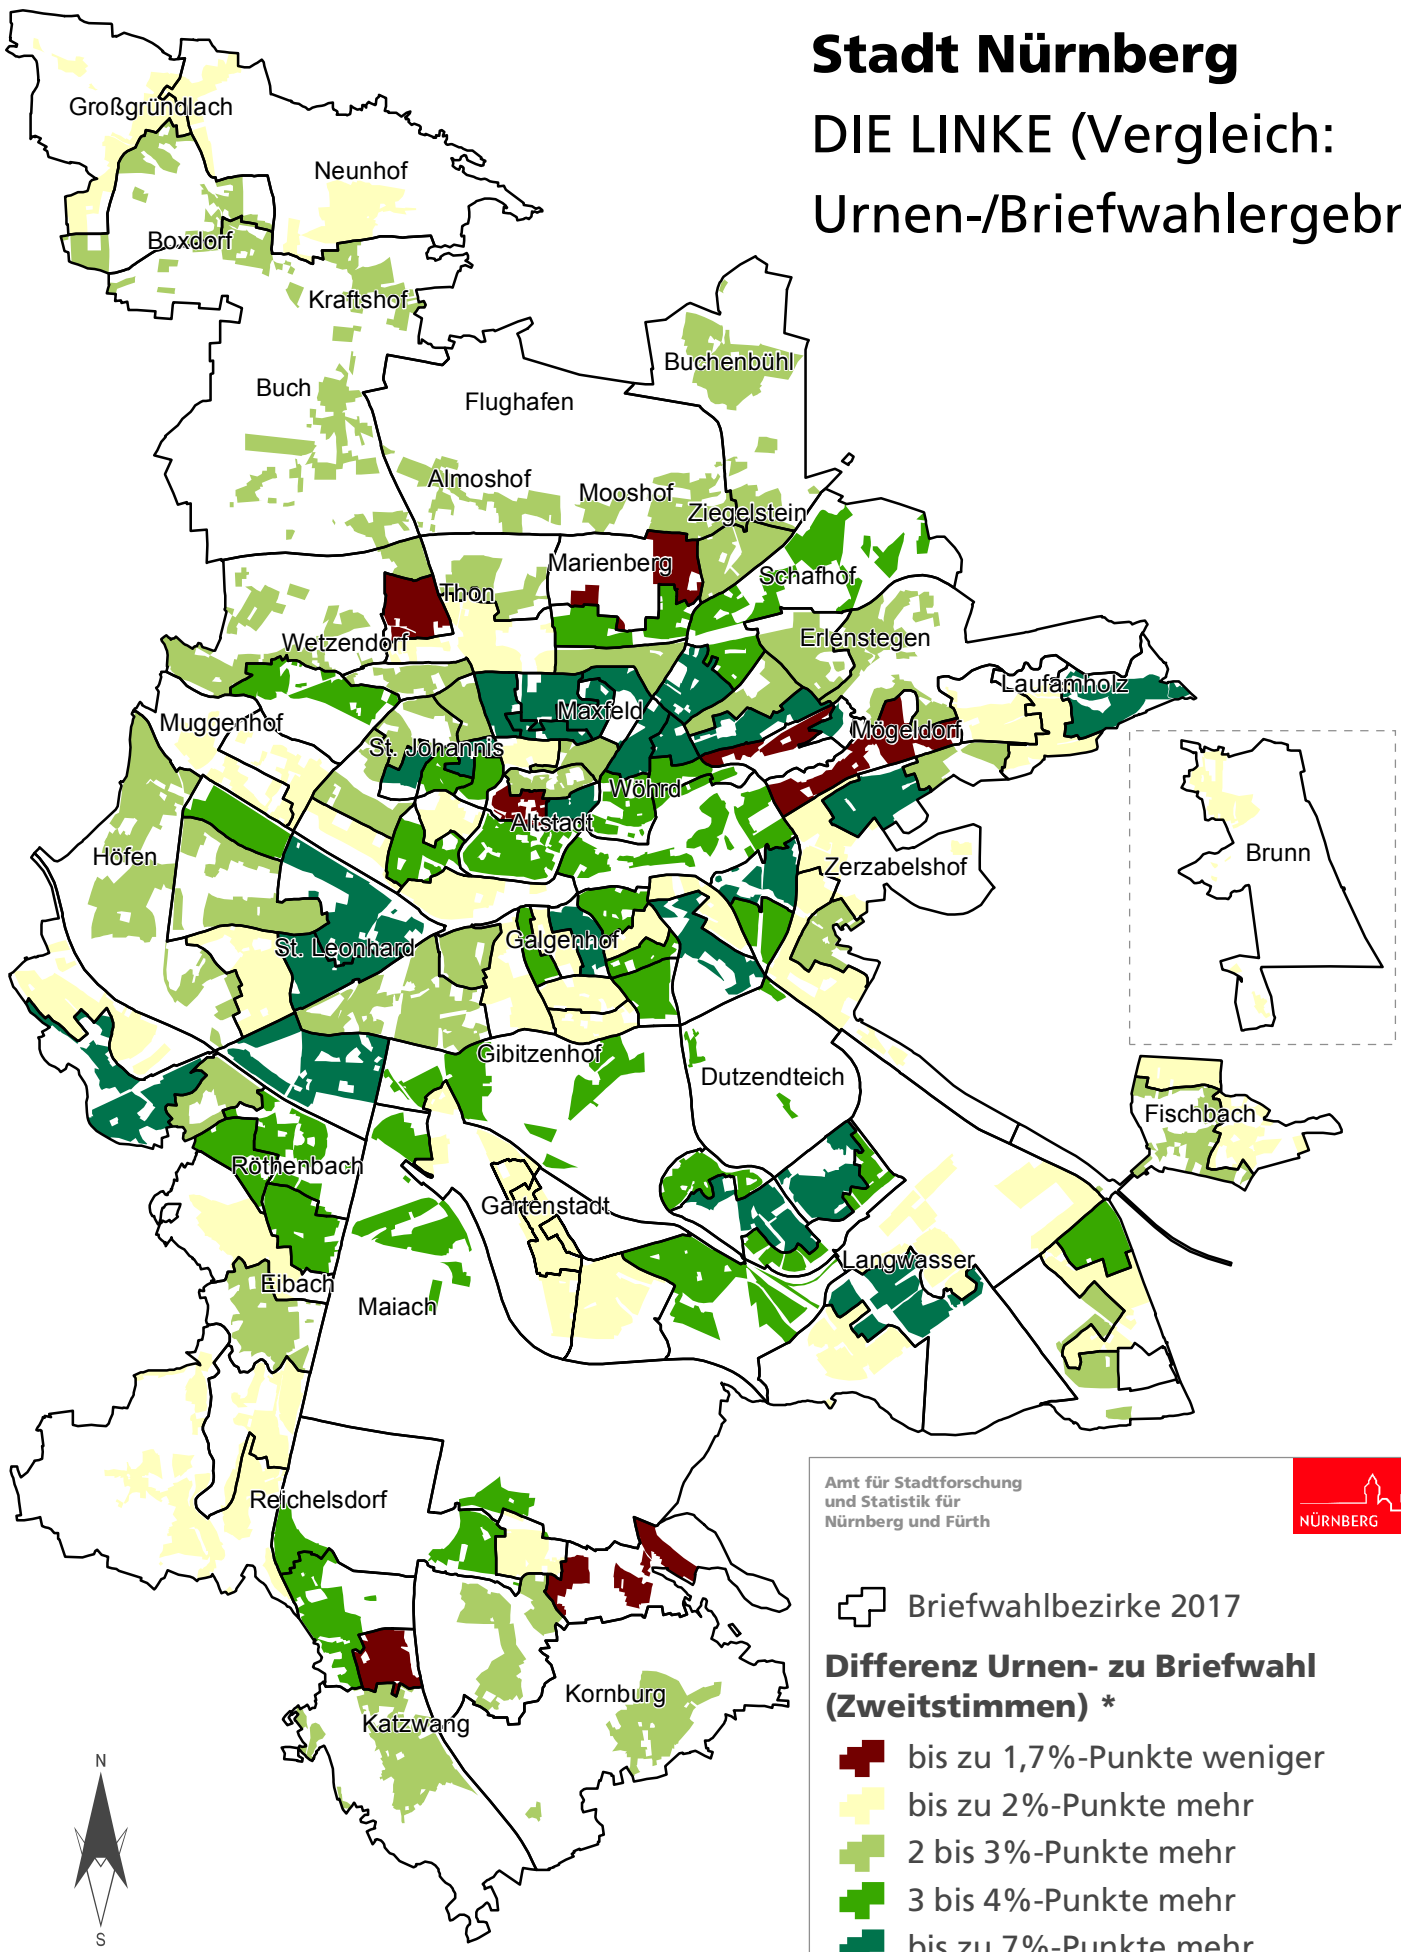 Stadt Nürnberg
DIE LINKE (Vergleich:
Urnen-/Briefwahlergebn
Großgründlach
Neunhof
Boxdorf
Kraftshof
Buchenbühl
Buch
Flughafen
Almoshof
Mooshof
Ziegelstein
Marienberg
Schafhof
Thon
Wetzendorf
Erlenstegen
Laufamholz
Muggenhof
Maxfeld
Mögeldorf
St. Johannis
Wöhrd
Altstadt
Höfen
Zerzabelshof
Brunn
St. Leonhard
Galgenhof
Gibitzenhof
Dutzendteich
Fischbach
Röthenbach
Gartenstadt
Langwasser
Eibach
Maiach
Reichelsdorf
Kornburg
Katzwang
N
S
Amt für Stadtforschung
und Statistik für
Nürnberg und Fürth
NÜRNBERG
Briefwahlbezirke 2017
Differenz Urnen- zu Briefwahl
(Zweitstimmen) *
bis zu 1,7%-Punkte weniger
bis zu 2%-Punkte mehr
2 bis 3%-Punkte mehr
3 bis 4%-Punkte mehr
bis zu 7%-Punkte mehr